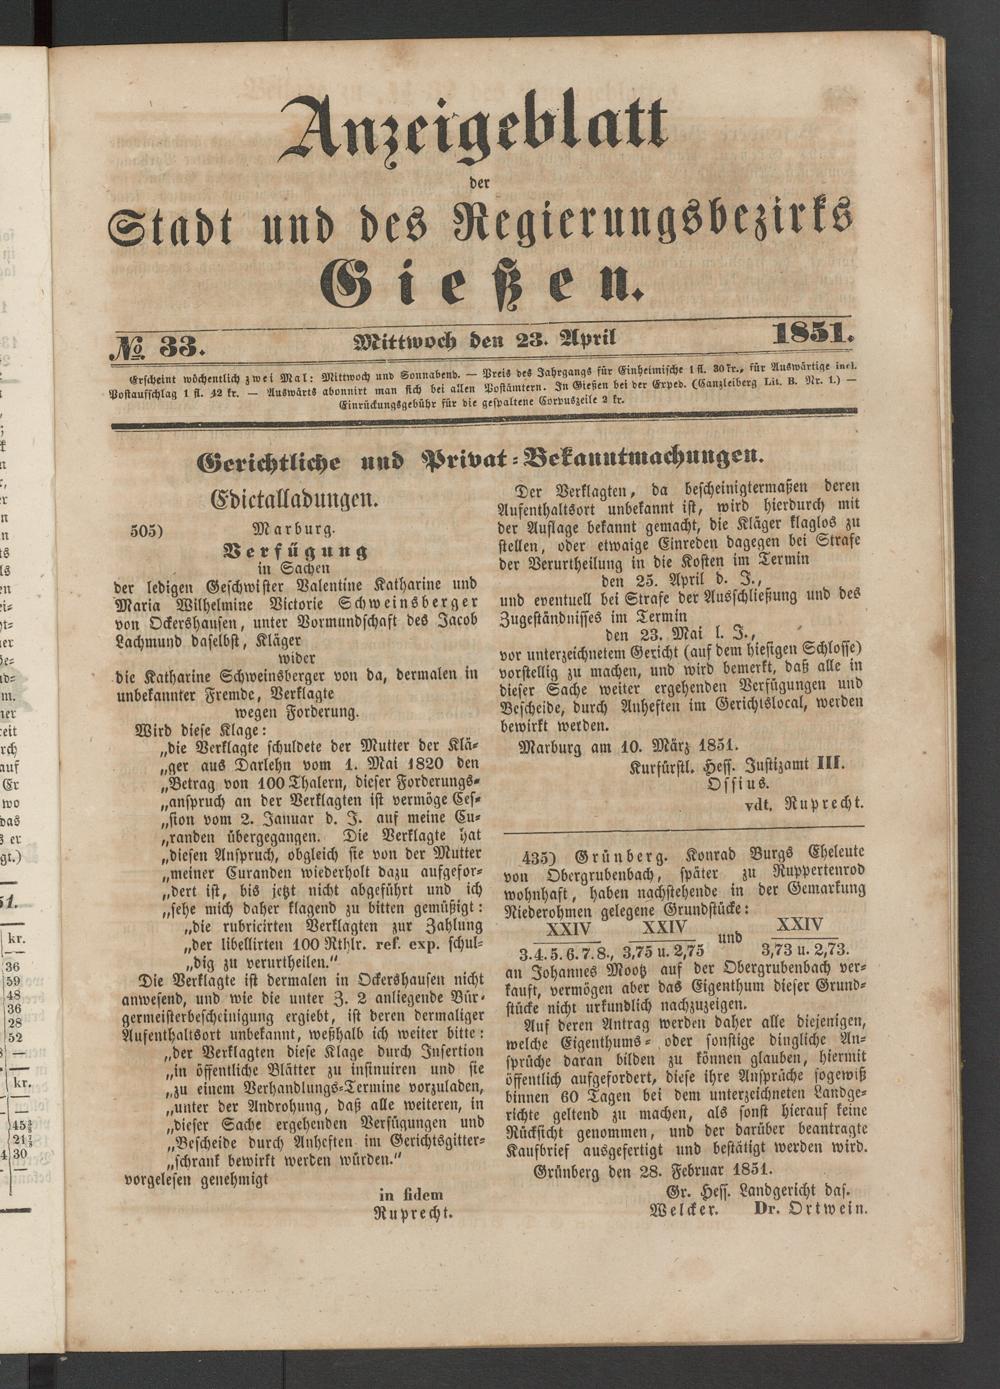 Anzeigeblatt
der
Stadt und des Regierungsbezirks
Gießen.
№ 33. Mittwoch den 23. April 1851.
Erscheint wöchentlich zwei Mal: Mittwoch und Sonnabend. — Preis des Jahrgangs für Einheimische 1 fl. 30 kr., für Auswärtige incl.
Postaufschlag 1 fl. 42 kr. — Auswärts abonnirt man sich bei allen Postämtern. In Gießen bei der Exped. (Canzleiberg Lit. B. Nr. 1.) —
Einrückungsgebühr für die gespaltene Corpuszeile 2 kr.
Gerichtliche und Privat-Bekanntmachungen.
Edictalladungen.
505) Marburg.
Verfügung
in Sachen
der ledigen Geschwister Valentine Katharine und
Maria Wilhelmine Victorie Schweinsberger
von Ockershausen, unter Vormundschaft des Jacob
Lachmund daselbst, Kläger
wider
die Katharine Schweinsberger von da, dermalen in
unbekannter Fremde, Verklagte
wegen Forderung.
Wird diese Klage:
„die Verklagte schuldete der Mutter der Klä-
„ger aus Darlehn vom 1. Mai 1820 den
„Betrag von 100 Thalern, dieser Forderungs-
„anspruch an der Verklagten ist vermöge Ces-
„sion vom 2. Januar d. J. auf meine Cu-
„randen übergegangen. Die Verklagte hat
„diesen Anspruch, obgleich sie von der Mutter
„meiner Curanden wiederholt dazu aufgefor-
„dert ist, bis jetzt nicht abgeführt und ich
„sehe mich daher klagend zu bitten gemüßigt:
„die rubricirten Verklagten zur Zahlung
„der libellirten 100 Rthlr. ref. exp. schul-
„dig zu verurtheilen.“
Die Verklagte ist dermalen in Ockershausen nicht
anwesend, und wie die unter Z. 2 anliegende Bür-
germeisterbescheinigung ergiebt, ist deren dermaliger
Aufenthaltsort unbekannt, weßhalb ich weiter bitte:
„der Verklagten diese Klage durch Insertion
„in öffentliche Blätter zu insinuiren und sie
„zu einem Verhandlungs-Termine vorzuladen,
„unter der Androhung, daß alle weiteren, in
„dieser Sache ergehenden Verfügungen und
„Bescheide durch Anheften im Gerichtsgitter-
„schrank bewirkt werden würden.“
vorgelesen genehmigt
in fidem
Ruprecht.
Der Verklagten, da bescheinigtermaßen deren
Aufenthaltsort unbekannt ist, wird hierdurch mit
der Auflage bekannt gemacht, die Kläger klaglos zu
stellen, oder etwaige Einreden dagegen bei Strafe
der Verurtheilung in die Kosten im Termin
den 25. April d. J.,
und eventuell bei Strafe der Ausschließung und des
Zugeständnisses im Termin
den 23. Mai l. J.,
vor unterzeichnetem Gericht (auf dem hiesigen Schlosse)
vorstellig zu machen, und wird bemerkt, daß alle in
dieser Sache weiter ergehenden Verfügungen und
Bescheide, durch Anheften im Gerichtslocal, werden
bewirkt werden.
Marburg am 10. März 1851.
Kurfürstl. Hess. Justizamt III.
Ossius.
vdt. Ruprecht.
435) Grünberg. Konrad Burgs Eheleute
von Obergrubenbach, später zu Ruppertenrod
wohnhaft, haben nachstehende in der Gemarkung
Niederohmen gelegene Grundstücke:
XXIV XXIV XXIV
3.4.5.6.7.8., 3,75 u. 2,75 und 3,73 u. 2,73.
an Johannes Mootz auf der Obergrubenbach ver-
kauft, vermögen aber das Eigenthum dieser Grund-
stücke nicht urkundlich nachzuzeigen.
Auf deren Antrag werden daher alle diejenigen,
welche Eigenthums- oder sonstige dingliche An-
sprüche daran bilden zu können glauben, hiermit
öffentlich aufgefordert, diese ihre Ansprüche sogewiß
binnen 60 Tagen bei dem unterzeichneten Landge-
richte geltend zu machen, als sonst hierauf keine
Rücksicht genommen, und der darüber beantragte
Kaufbrief ausgefertigt und bestätigt werden wird.
Grünberg den 28. Februar 1851.
Gr. Hess. Landgericht das.
Welcker. Dr. Ortwein.